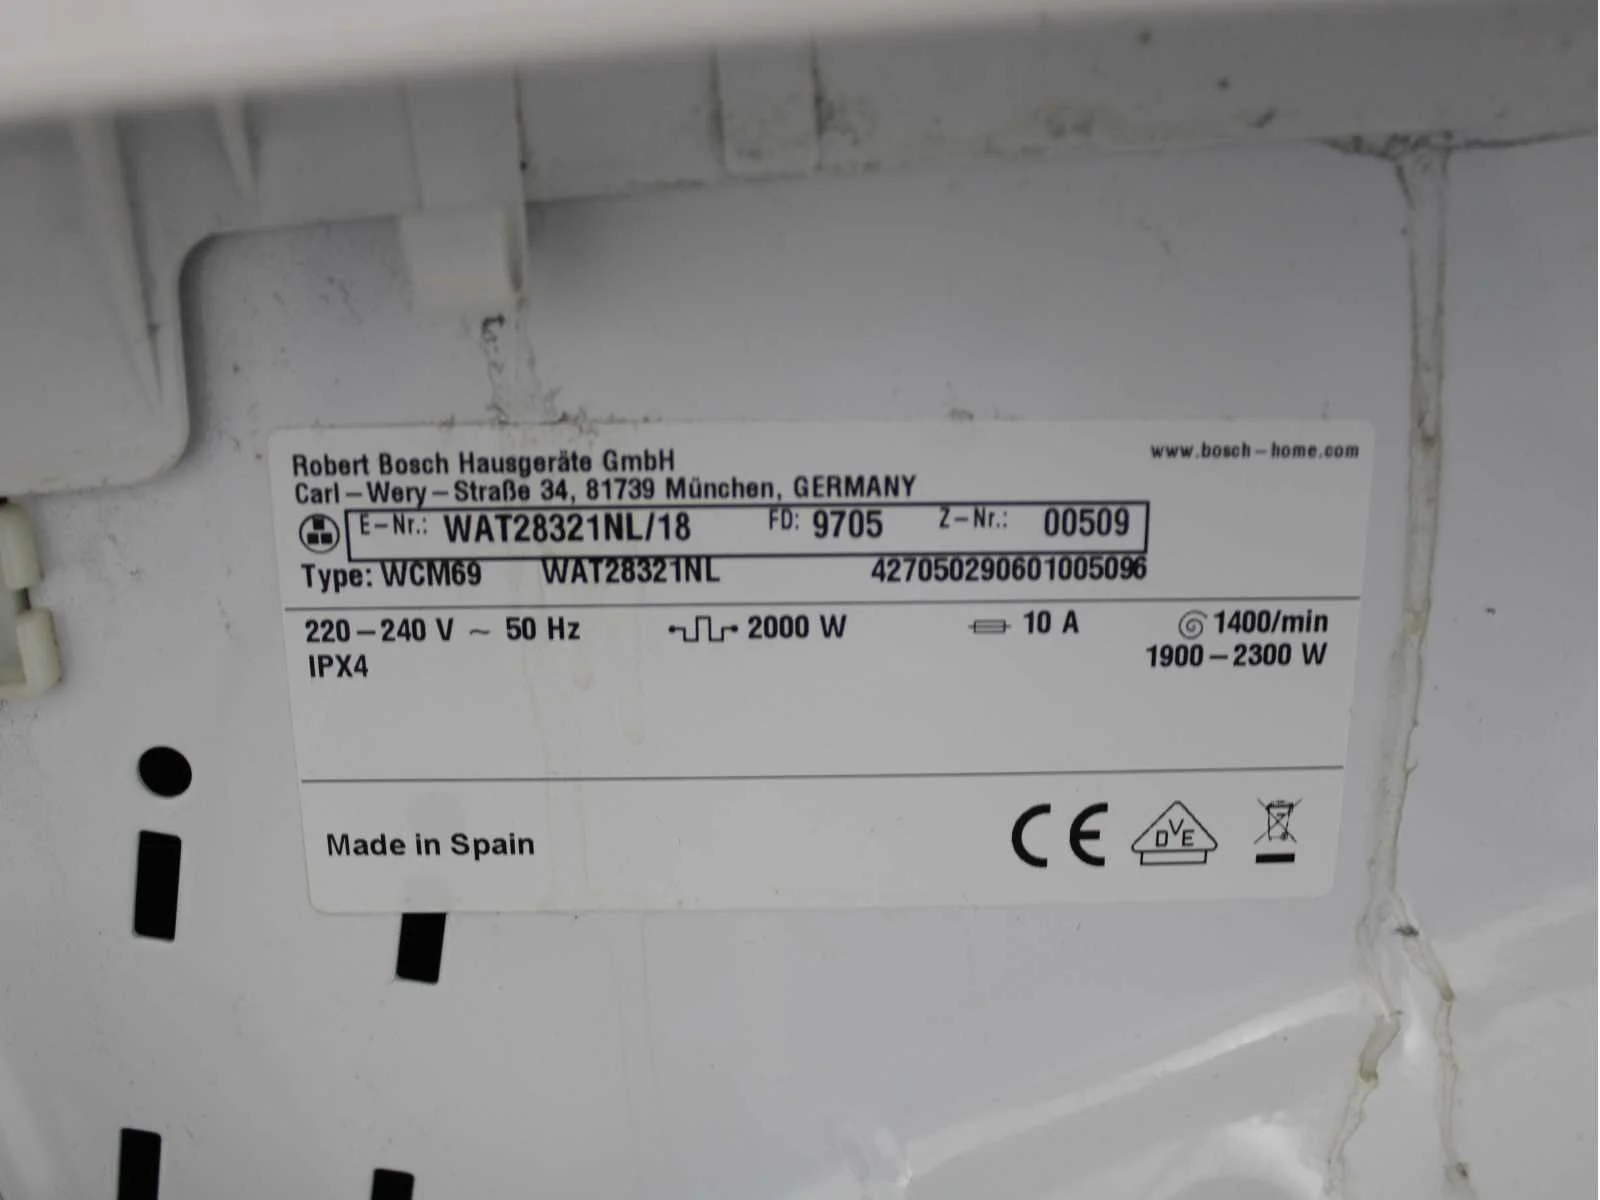 Robert Bosch Hausgeräte GmbH
www.bosch-home.com
Carl-Wery-Straße 34, 81739 München, GERMANY
E-Nr.: WAT28321NL/18 FD: 9705 Z-Nr.: 00509
Type: WCM69 WAT28321NL 427050290601005096
220-240 V ~ 50 Hz 2000 W 10 A 1400/min
IPX4 1900-2300 W
Made in Spain CE DVE